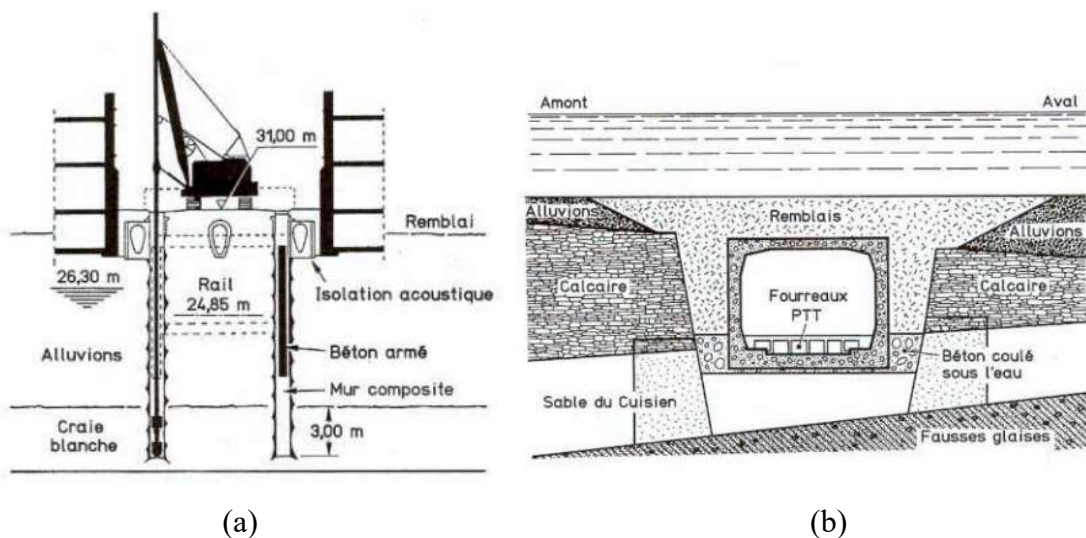 31,00 m
Remblai
26,30 m
Rail
24,85 m
Isolation acoustique
Alluvions
Béton armé
Mur composite
Craie
blanche
3,00 m
(a)
Amont
Aval
Alluvions
Remblais
Alluvions
Calcaire
Calcaire
Fourreaux
PTT
Béton coulé
sous l'eau
Sable du Cuisien
Fausses glaises
(b)